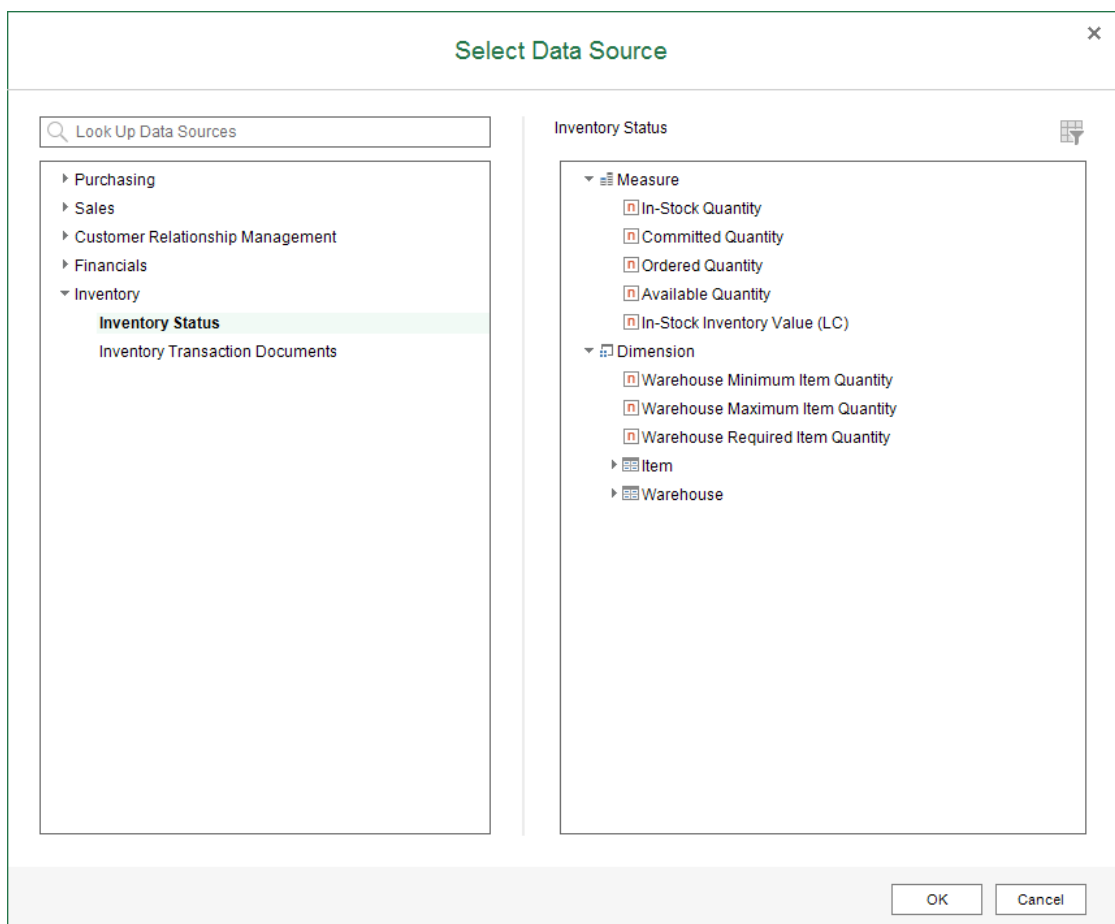 Select Data Source
Look Up Data Sources
Purchasing
Sales
Customer Relationship Management
Financials
Inventory
Inventory Status
Inventory Transaction Documents
Inventory Status
Measure
In-Stock Quantity
Committed Quantity
Ordered Quantity
Available Quantity
In-Stock Inventory Value (LC)
Dimension
Warehouse Minimum Item Quantity
Warehouse Maximum Item Quantity
Warehouse Required Item Quantity
Item
Warehouse
OK
Cancel